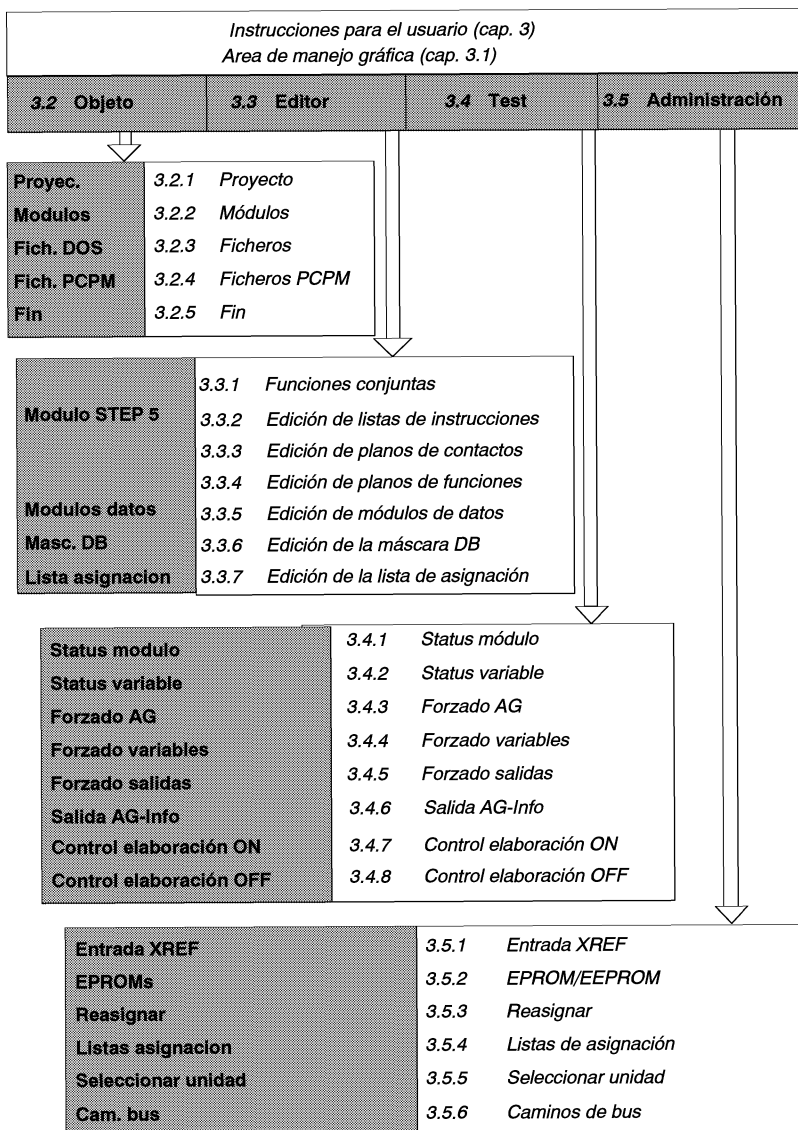 Instrucciones para el usuario (cap. 3)
Area de manejo gráfica (cap. 3.1)
3.2 Objeto 3.3 Editor 3.4 Test 3.5 Administración
Proyec. 3.2.1 Proyecto
Modulos 3.2.2 Módulos
Fich. DOS 3.2.3 Ficheros
Fich. PCPM 3.2.4 Ficheros PCPM
Fin 3.2.5 Fin
3.3.1 Funciones conjuntas
Modulo STEP 5 3.3.2 Edición de listas de instrucciones
3.3.3 Edición de planos de contactos
3.3.4 Edición de planos de funciones
Modulos datos 3.3.5 Edición de módulos de datos
Masc. DB 3.3.6 Edición de la máscara DB
Lista asignacion 3.3.7 Edición de la lista de asignación
Status modulo 3.4.1 Status módulo
Status variable 3.4.2 Status variable
Forzado AG 3.4.3 Forzado AG
Forzado variables 3.4.4 Forzado variables
Forzado salidas 3.4.5 Forzado salidas
Salida AG-Info 3.4.6 Salida AG-Info
Control elaboración ON 3.4.7 Control elaboración ON
Control elaboración OFF 3.4.8 Control elaboración OFF
Entrada XREF 3.5.1 Entrada XREF
EPROMs 3.5.2 EPROM/EEPROM
Reasignar 3.5.3 Reasignar
Listas asignacion 3.5.4 Listas de asignación
Seleccionar unidad 3.5.5 Seleccionar unidad
Cam. bus 3.5.6 Caminos de bus